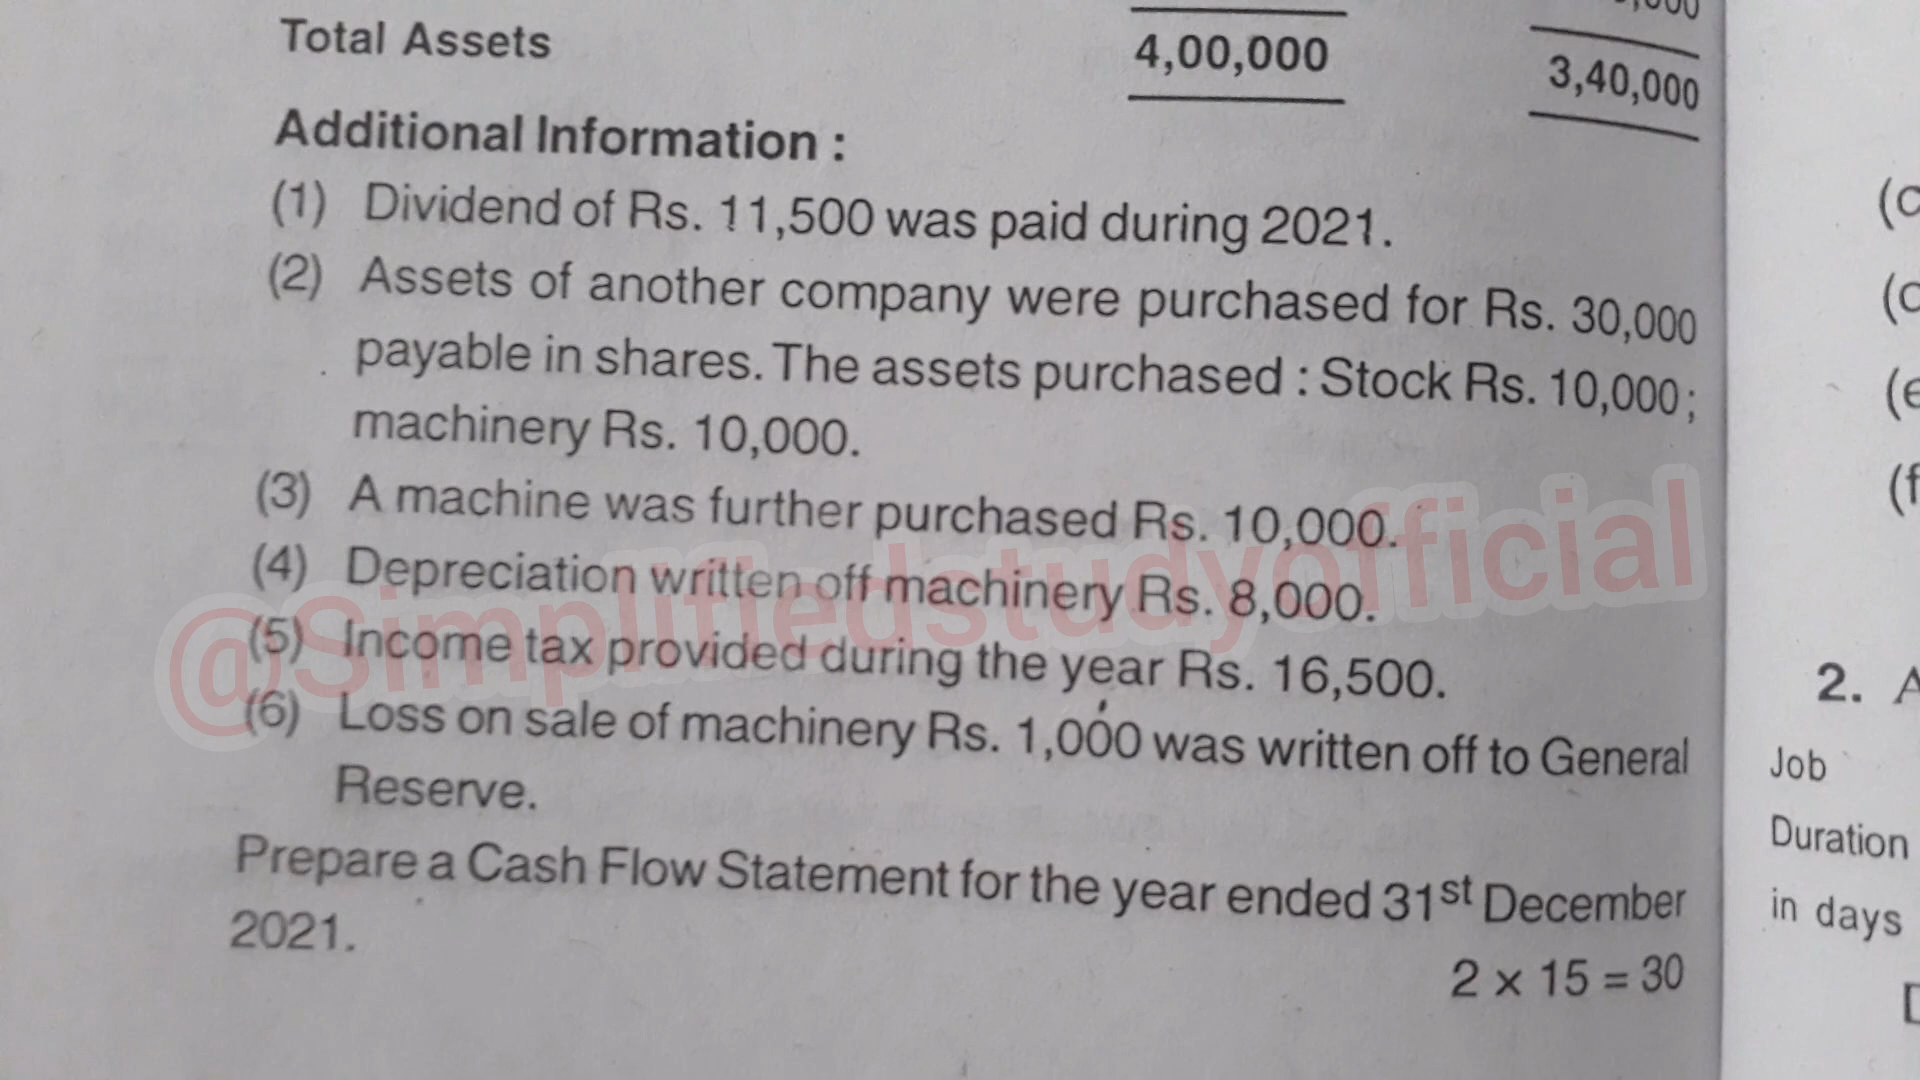 Total Assets 4,00,000 3,40,000
Additional Information :
(1) Dividend of Rs. 11,500 was paid during 2021.
(2) Assets of another company were purchased for Rs. 30,000
payable in shares. The assets purchased : Stock Rs. 10,000;
machinery Rs. 10,000.
(3) A machine was further purchased Rs. 10,000.
(4) Depreciation written off machinery Rs. 8,000.
(5) Income tax provided during the year Rs. 16,500.
(6) Loss on sale of machinery Rs. 1,000 was written off to General
Reserve.
Prepare a Cash Flow Statement for the year ended 31st December
2021.
2 x 15 = 30
@Simplifiedstudyofficial
2.
Job
Duration
in days